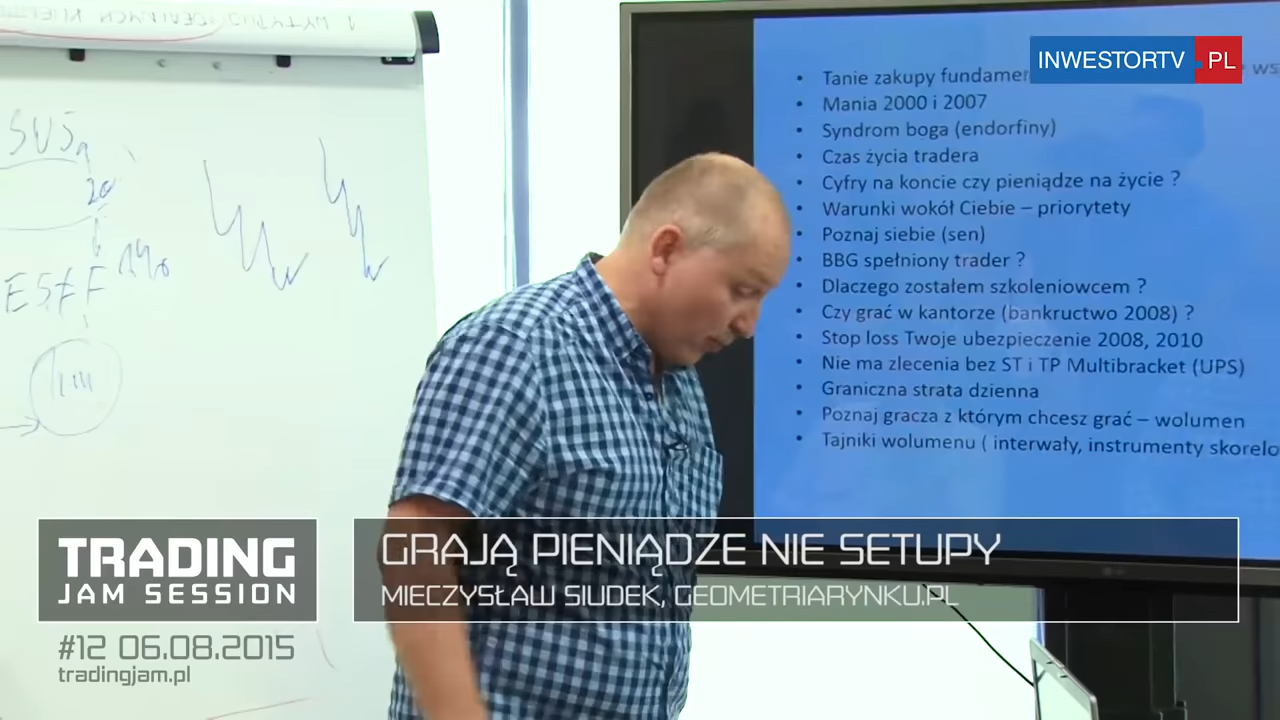 INWESTORTV .PL
• Tanie zakupy
• Mania 2000 i 2007
• Syndrom boga (endorfiny)
• Czas życia tradera
• Cyfry na koncie czy pieniądze na życie ?
• Warunki wokół Ciebie – priorytety
• Poznaj siebie (sen)
• BBG spełniony trader ?
• Dlaczego zostałem szkoleniowcem ?
• Czy grać w kantorze (bankructwo 2008) ?
• Stop loss Twoje ubezpieczenie 2008, 2010
• Nie ma zlecenia bez ST i TP Multibracket (UPS)
• Graniczna strata dzienna
• Poznaj gracza z którym chcesz grać – wolumen
• Tajniki wolumenu ( interwały, instrumenty
TRADING
JAM SESSION
GRAJĄ PIENIĄDZE NIE SETUPY
MIECZYSŁAW SIUDEK, GEOMETRIARYNKU.PL
#12 06.08.2015
tradingjam.pl